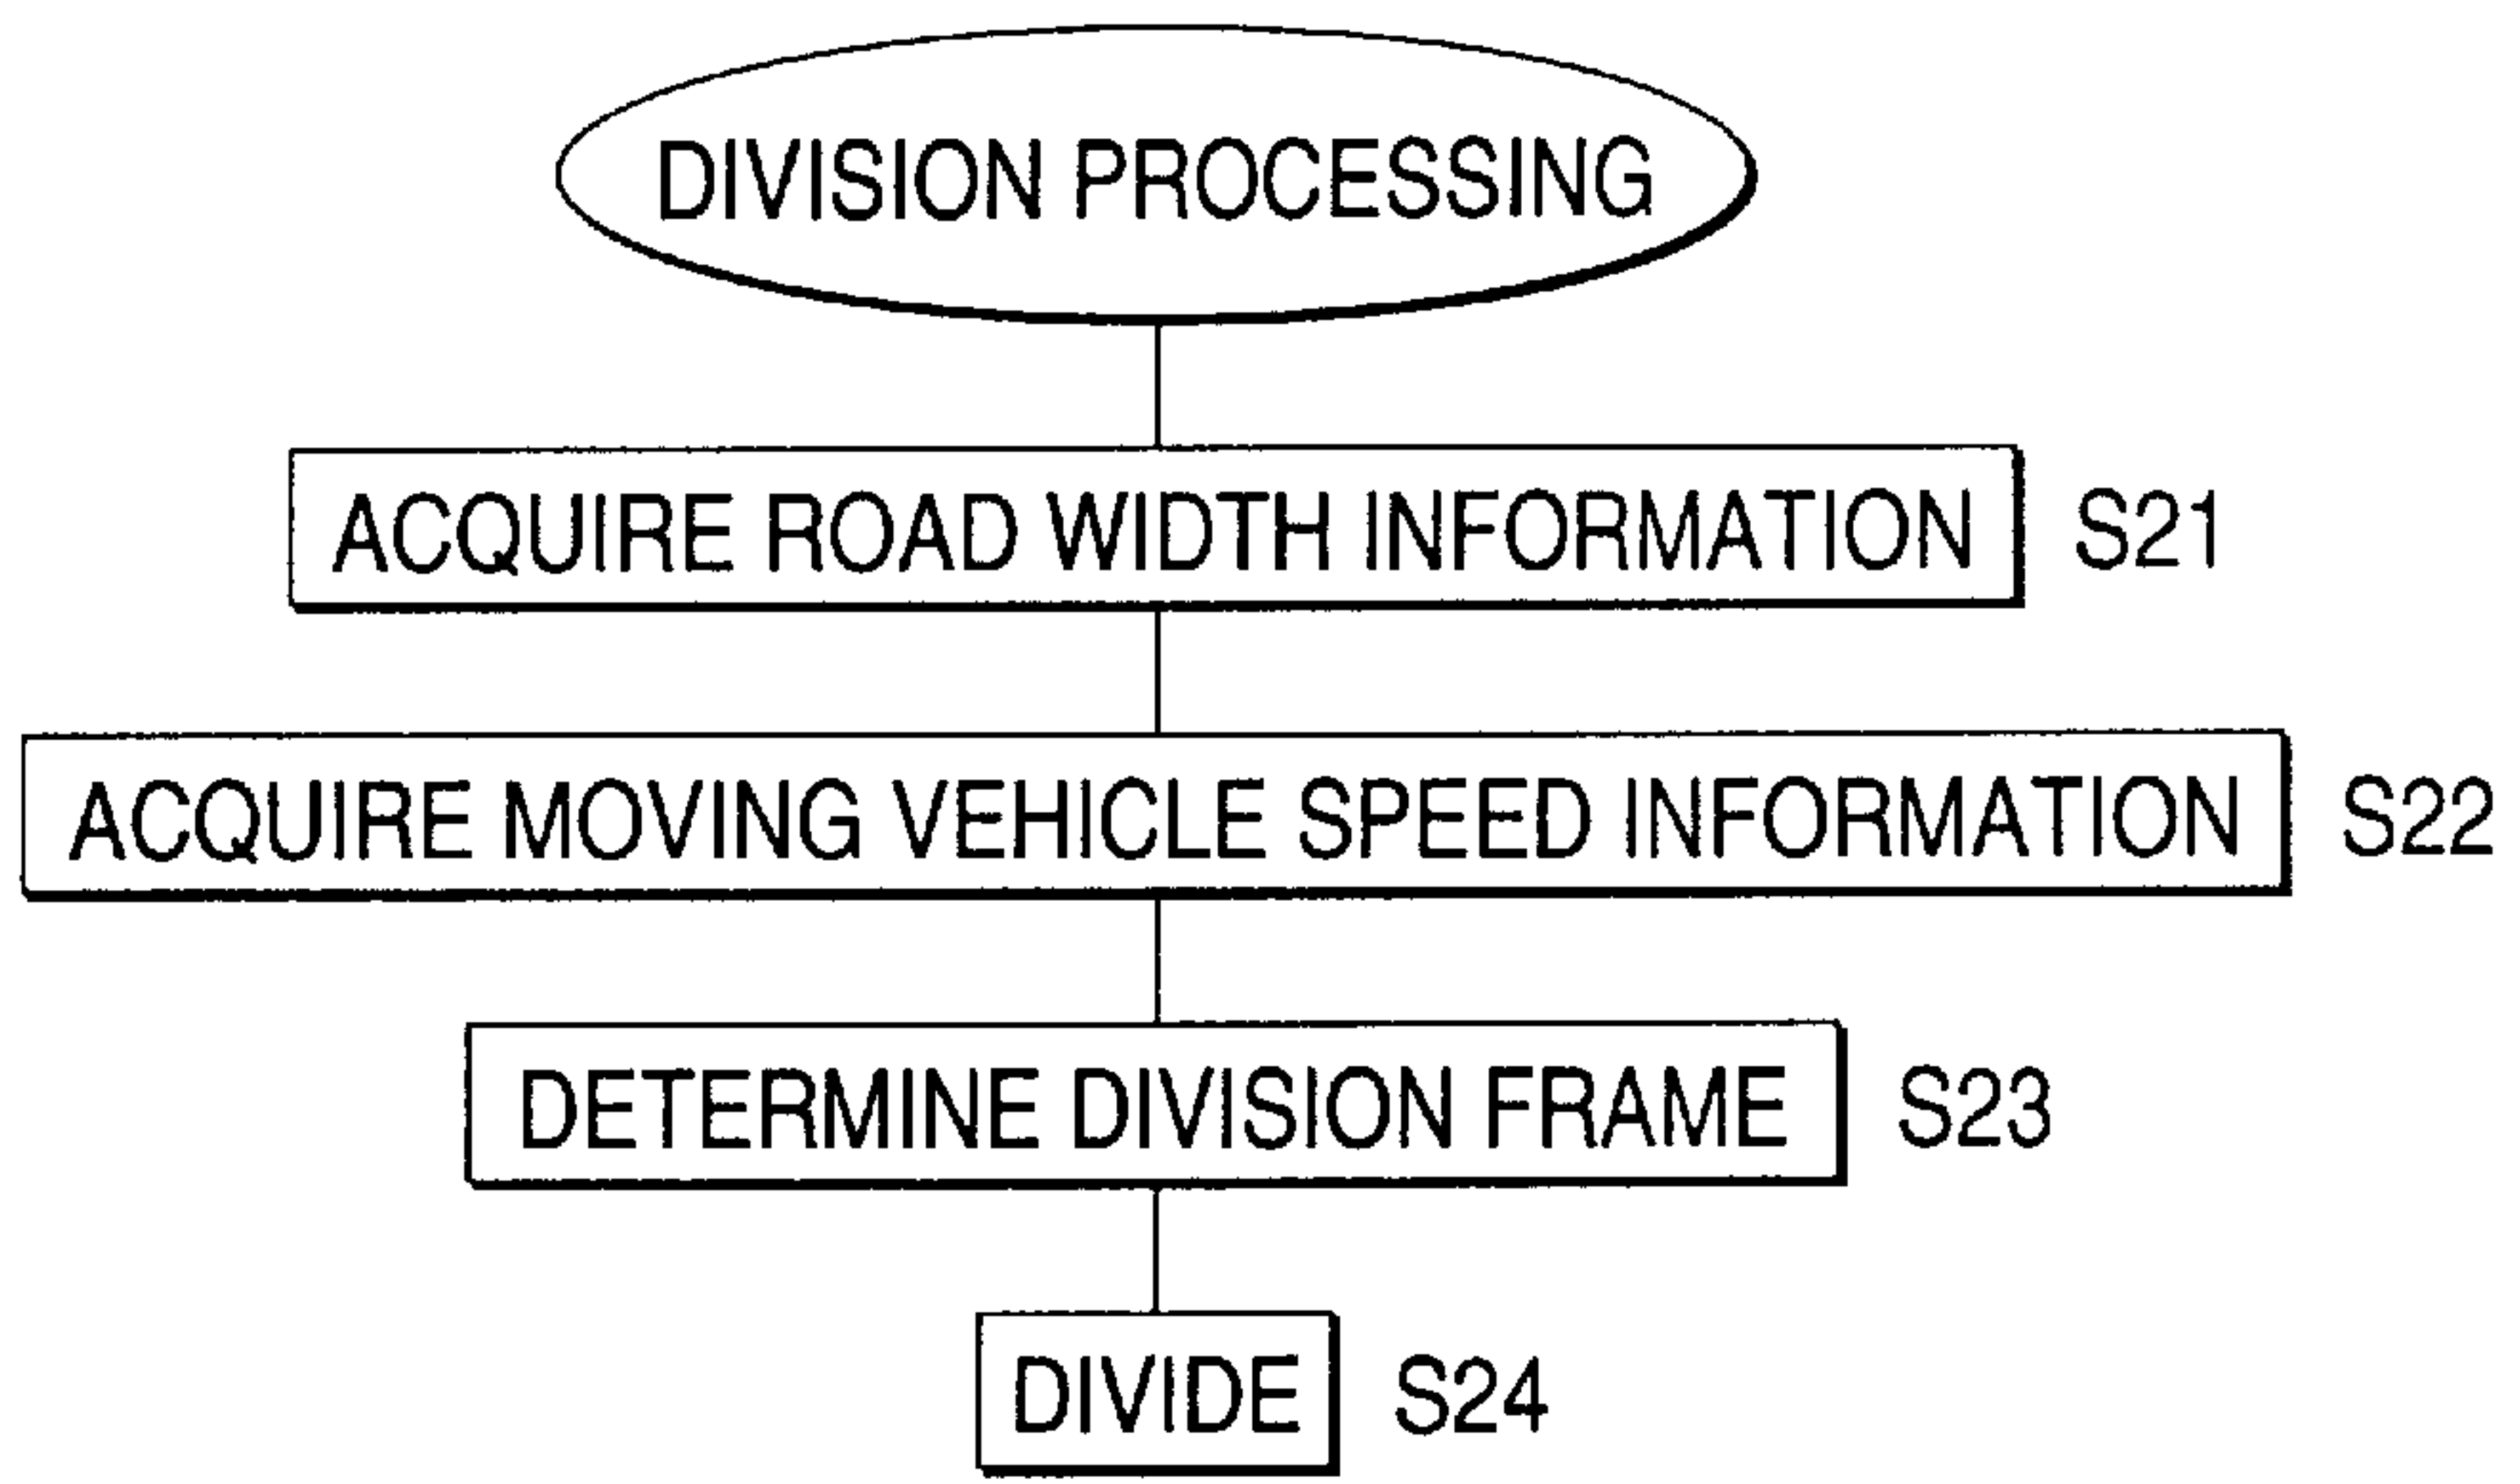 DIVISION PROCESSING
ACQUIRE ROAD WIDTH INFORMATION S21
ACQUIRE MOVING VEHICLE SPEED INFORMATION S22
DETERMINE DIVISION FRAME S23
DIVIDE S24